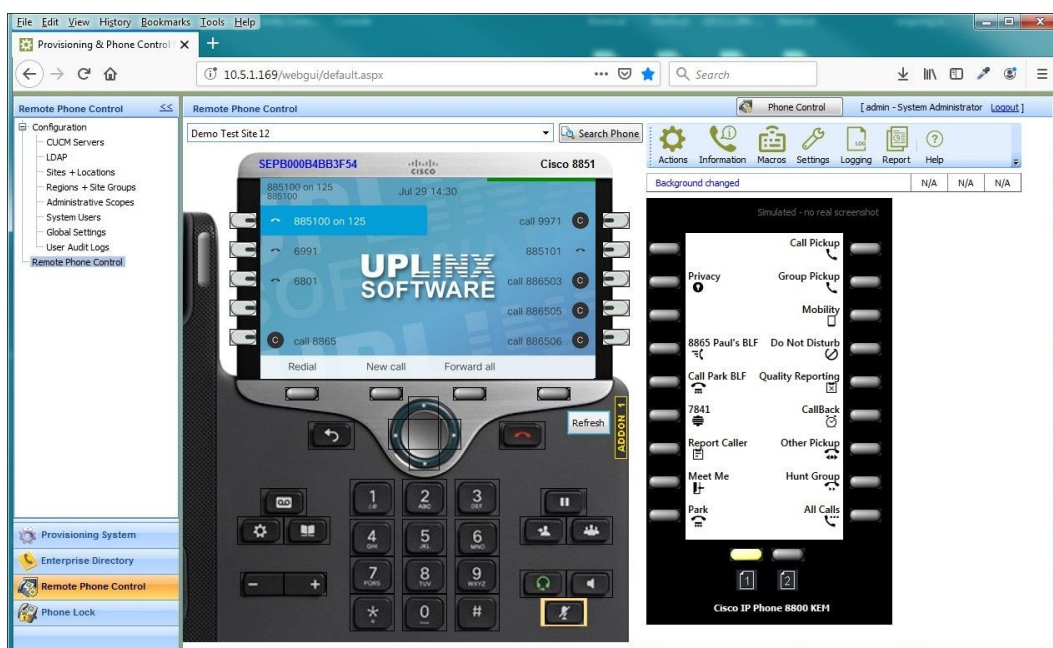 File Edit View History Bookmarks Tools Help
Provisioning & Phone Control
10.5.1.169/webgui/default.aspx
Search
Remote Phone Control <<
Configuration
CUCM Servers
LDAP
Sites + Locations
Regions + Site Groups
Administrative Scopes
System Users
Global Settings
User Audit Logs
Remote Phone Control
Provisioning System
Enterprise Directory
Remote Phone Control
Phone Lock
Remote Phone Control
Phone Control [ admin - System Administrator Logout ]
Demo Test Site 12
Search Phone
Actions Information Macros Settings Logging Report Help
Background changed N/A N/A N/A
SEPB000B4BB3F54 CISCO Cisco 8851
885100 on 125
885100
Jul 29 14:30
885100 on 125 call 9971
6991 885101
6801 call 886503
call 886505
call 8865 call 886506
UPLINX
SOFTWARE
UPLINX
SOFTWARE
Redial New call Forward all
Refresh
ADDON 1
1 2 ABC 3 DEF
4 GHI 5 JKL 6 MNO
7 PQRS 8 TUV 9 WXYZ
* 0 #
Simulated - no real screenshot
Call Pickup
Privacy Group Pickup
Mobility
8865 Paul's BLF Do Not Disturb
Call Park BLF Quality Reporting
7841 CallBack
Report Caller Other Pickup
Meet Me Hunt Group
Park All Calls
1 2
Cisco IP Phone 8800 KEM